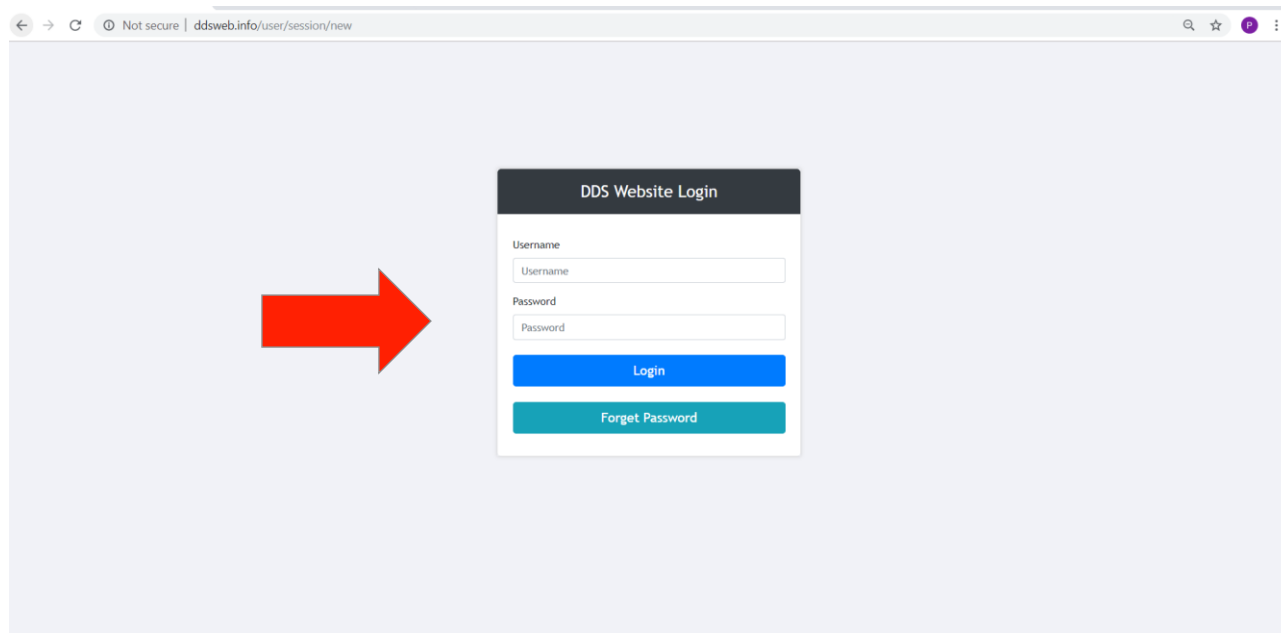 Not secure | ddsweb.info/user/session/new
P
DDS Website Login
Username
Username
Password
Password
Login
Forget Password